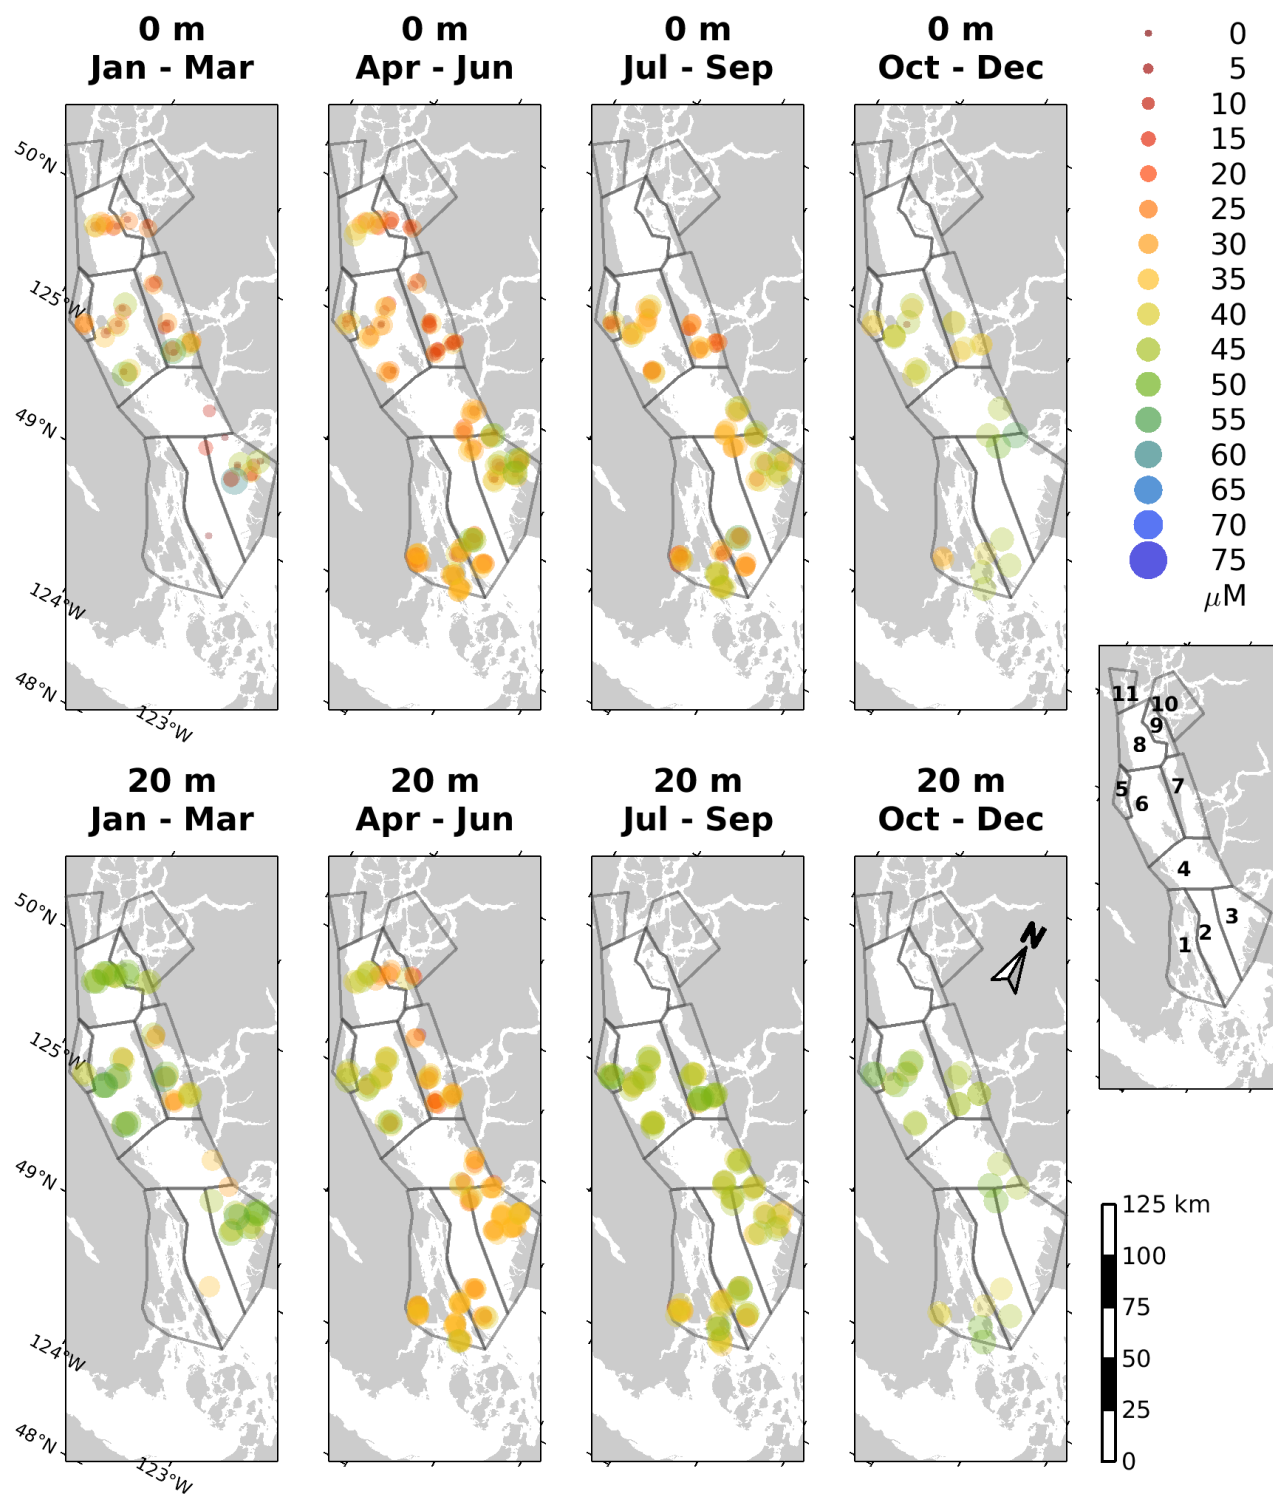 0 m
Jan - Mar
0 m
Apr - Jun
0 m
Jul - Sep
0 m
Oct - Dec
0
5
10
15
20
25
30
35
40
45
50
55
60
65
70
75
μM
50°N
125°W
49°N
124°W
48°N
123°W
11
10
9
8
7
5
6
4
3
2
1
20 m
Jan - Mar
20 m
Apr - Jun
20 m
Jul - Sep
20 m
Oct - Dec
50°N
125°W
49°N
124°W
48°N
123°W
N
125 km
100
75
50
25
0